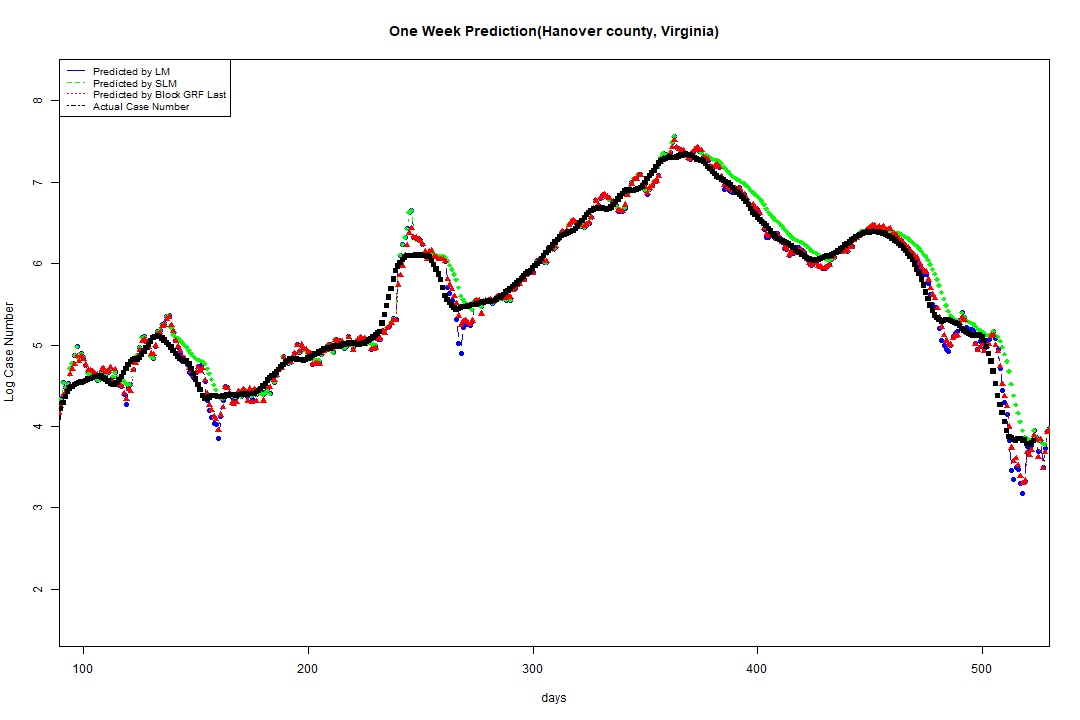 One Week Prediction(Hanover county, Virginia)
Predicted by LM
Predicted by SLM
Predicted by Block GRF Last
Actual Case Number
8
7
6
5
4
3
2
Log Case Number
100 200 300 400 500
days